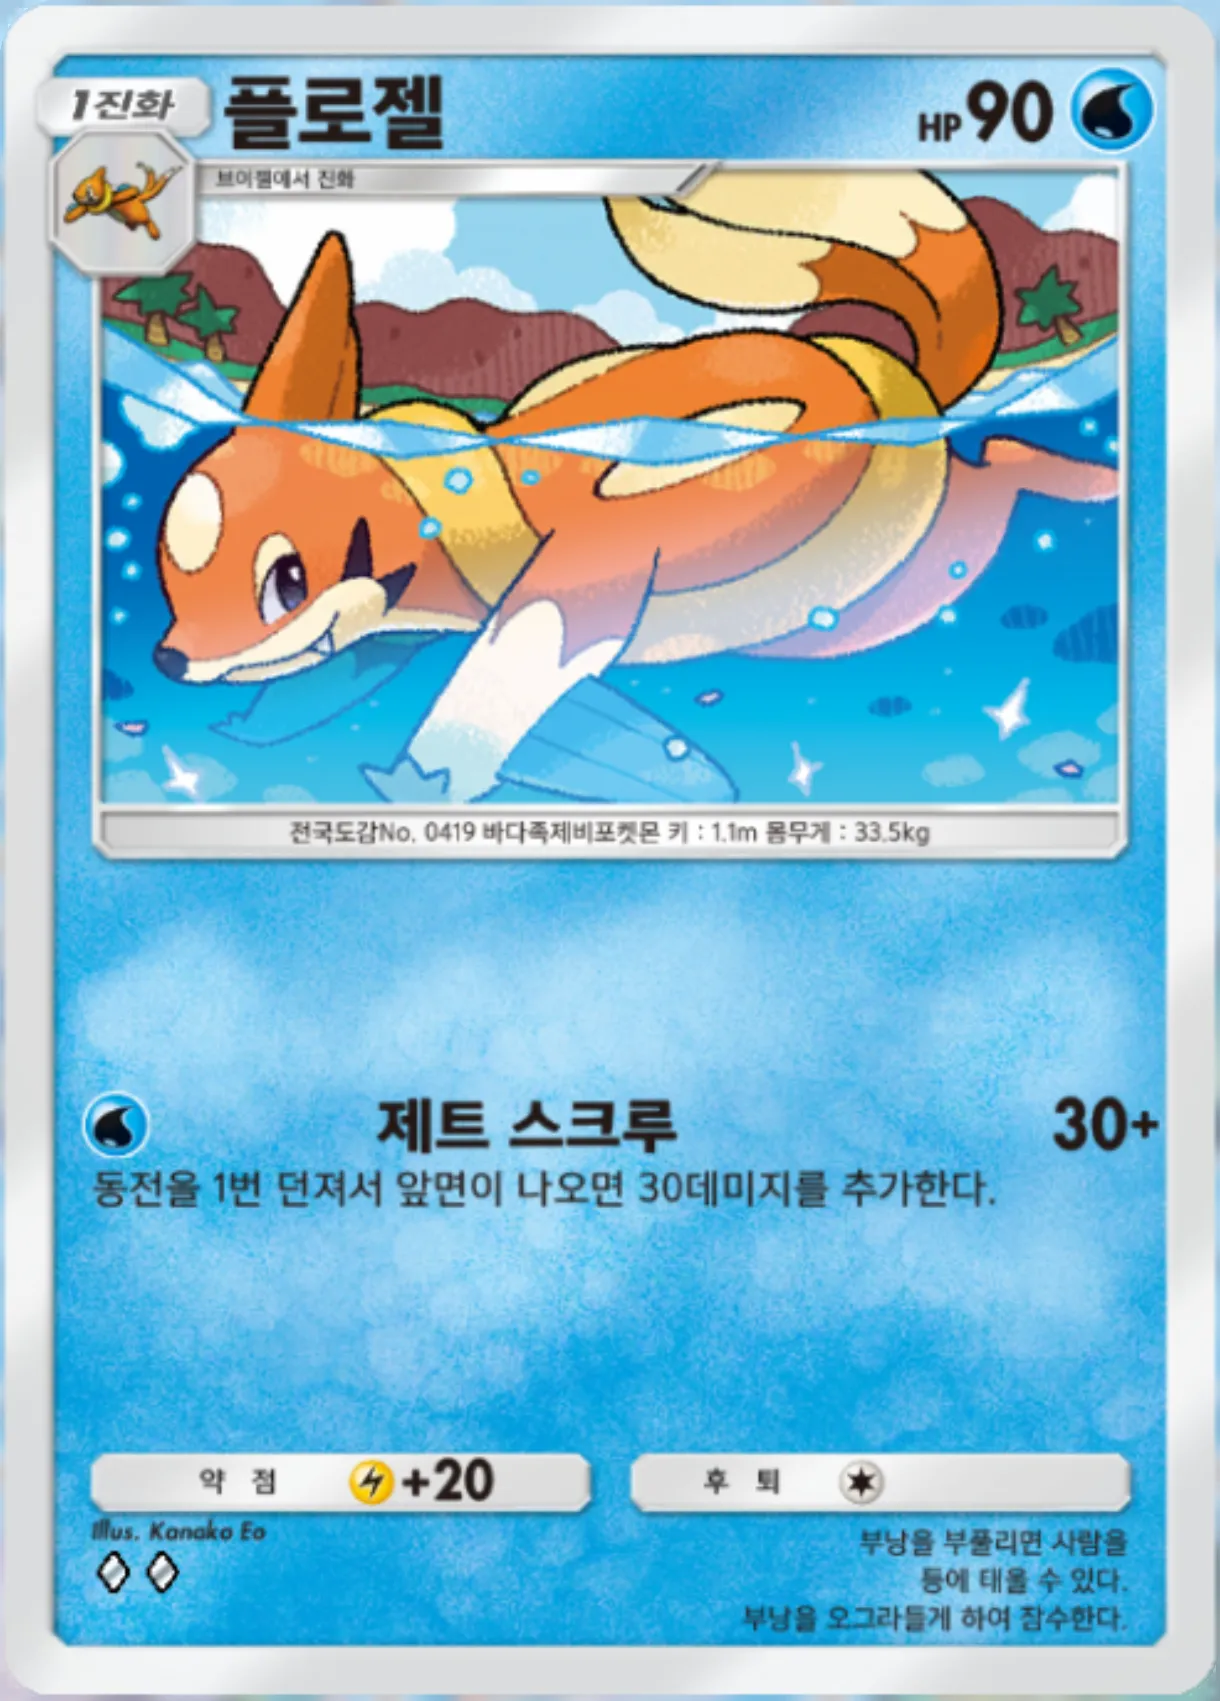 1진화
플로젤
HP 90
브이젤에서 진화
전국도감No. 0419 바다족제비포켓몬 키 : 1.1m 몸무게 : 33.5kg
제트 스크루 30+
동전을 1번 던져서 앞면이 나오면 30데미지를 추가한다.
약점 +20
후퇴
Illus. Kanako Eo
부낭을 부풀리면 사람을
등에 태울 수 있다.
부낭을 오그라들게 하여 잠수한다.